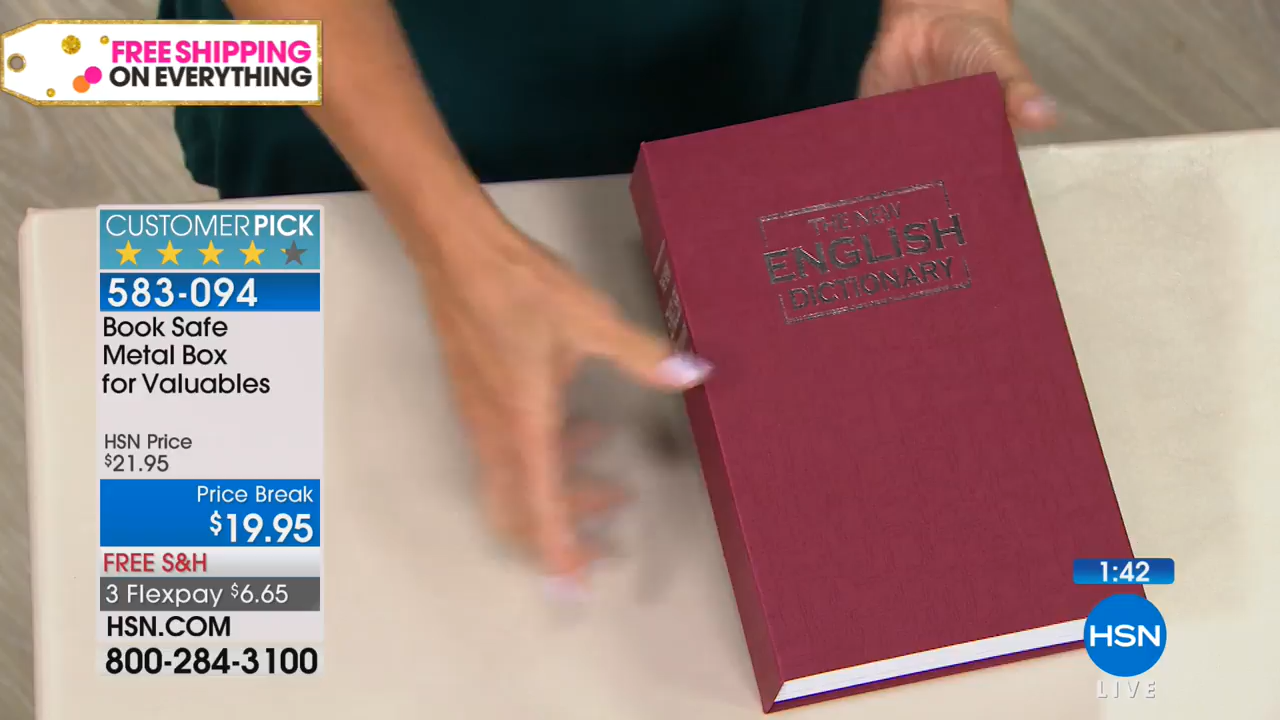 FREE SHIPPING
ON EVERYTHING
CUSTOMER PICK
583-094
Book Safe
Metal Box
for Valuables
HSN Price
$21.95
Price Break
$19.95
FREE S&H
3 Flexpay $6.65
HSN.COM
800-284-3100
THE NEW
ENGLISH
DICTIONARY
1:42
HSN
LIVE